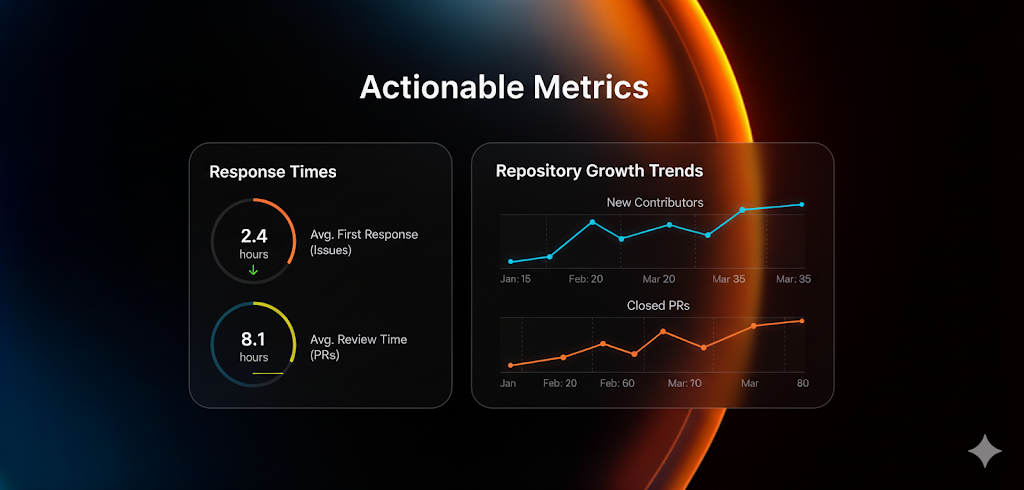 Actionable Metrics
Response Times
2.4
hours
Avg. First Response
(Issues)
8.1
hours
Avg. Review Time
(PRs)
Repository Growth Trends
New Contributors
Jan: 15 Feb: 20 Mar 20 Mar 35 Mar: 35
Closed PRs
Jan Feb: 20 Feb: 60 Mar: 70 Mar 80